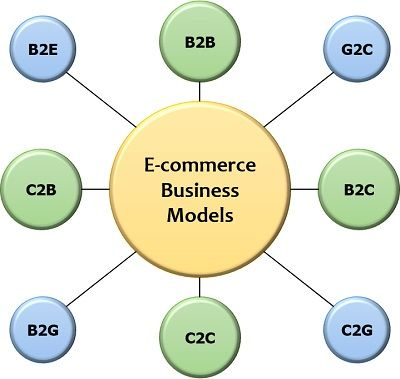 B2E
B2B
G2C
E-commerce
Business
Models
C2B
B2C
B2G
C2C
C2G